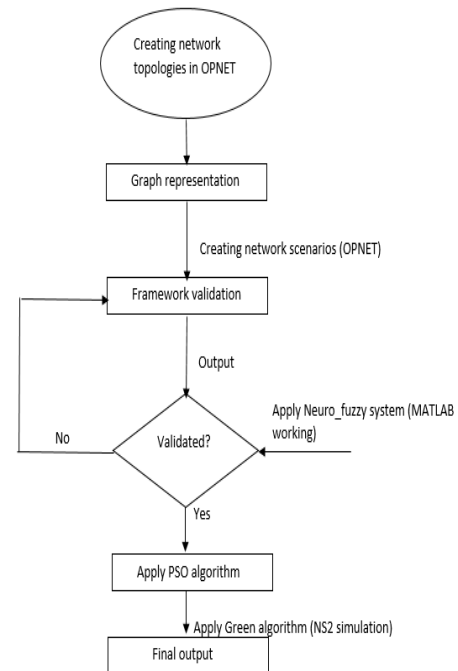 Creating network
topologies in OPNET
Graph representation
Creating network scenarios (OPNET)
Framework validation
Output
Apply Neuro_fuzzy system (MATLAB
working)
No
Validated?
Yes
Apply PSO algorithm
Apply Green algorithm (NS2 simulation)
Final output